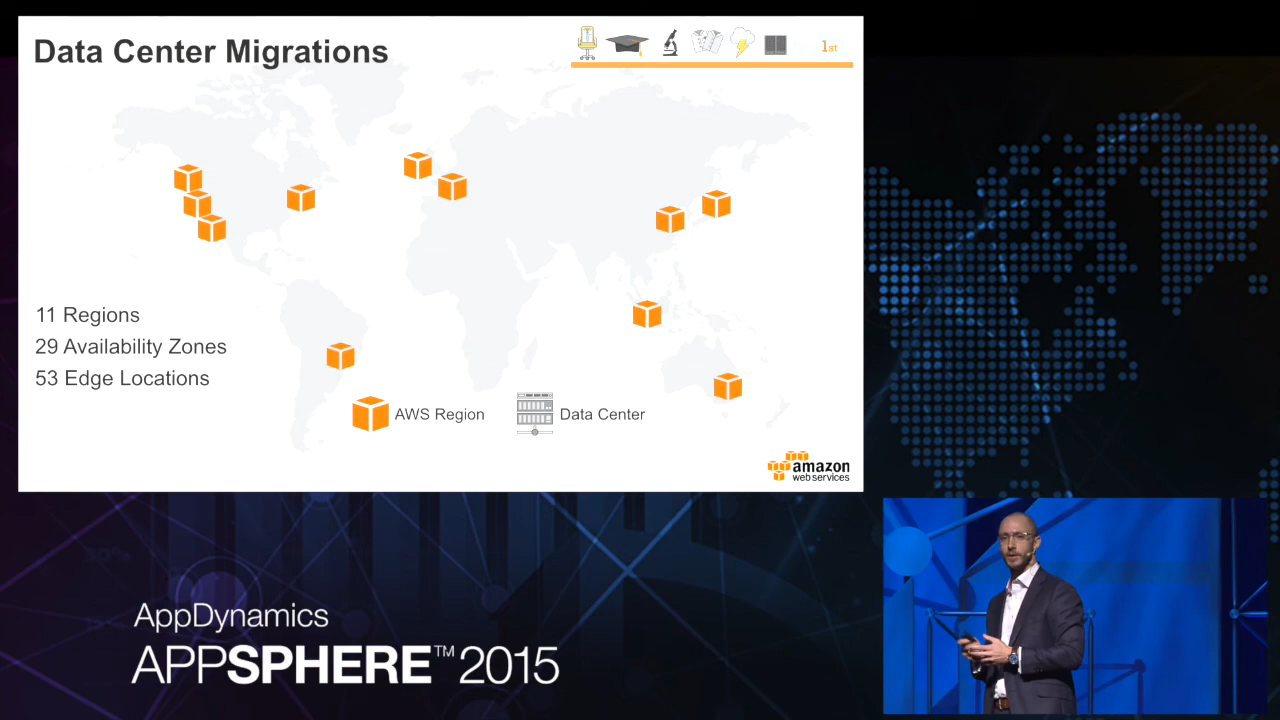 Data Center Migrations
1st
11 Regions
29 Availability Zones
53 Edge Locations
AWS Region
Data Center
amazon
web services
AppDynamics
APPSPHERE™ 2015